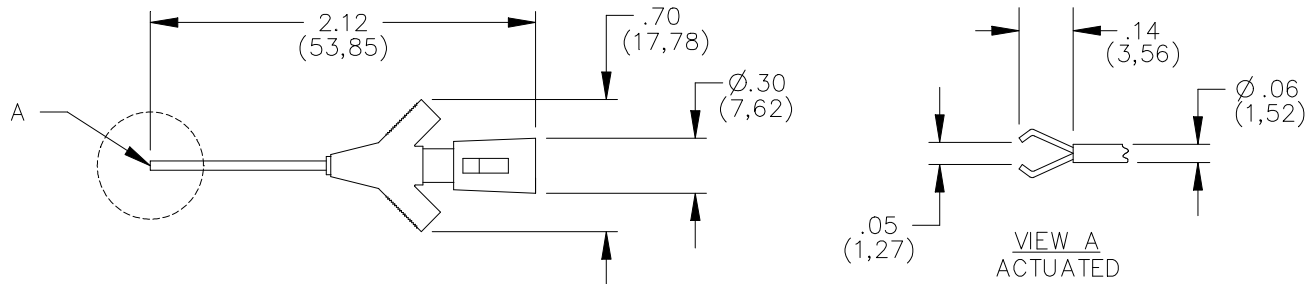 2.12
(53,85)
.70
(17,78)
Ø.30
(7,62)
A
.14
(3,56)
Ø.06
(1,52)
.05
(1,27)
VIEW A
ACTUATED